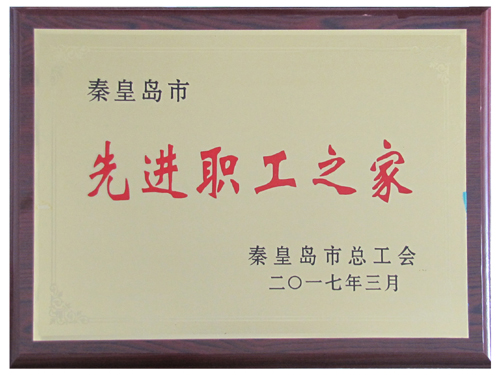 秦皇岛市
先进职工之家
秦皇岛市总工会
二〇一七年三月